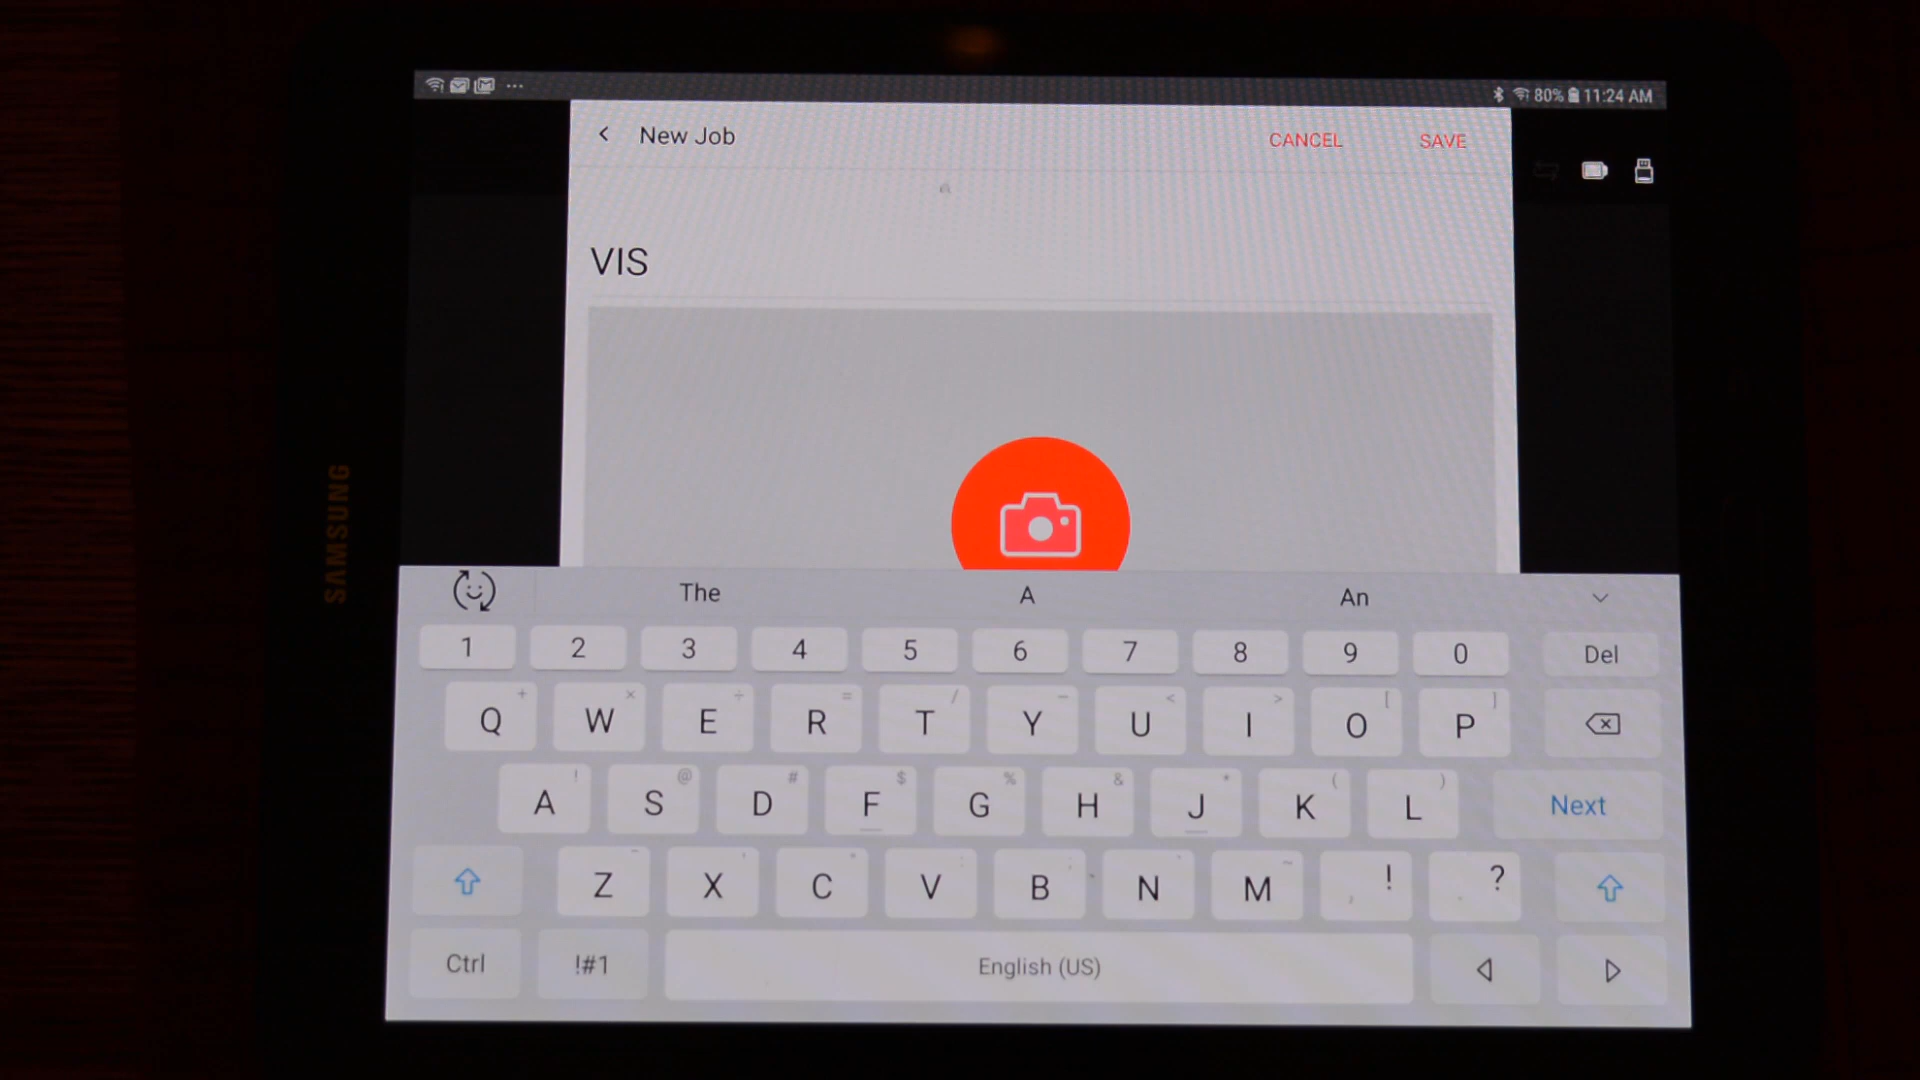 80% 11:24 AM
New Job CANCEL SAVE
VIS
SAMSUNG
The A An
1 2 3 4 5 6 7 8 9 0 Del
Q + W × E ÷ R = T / Y - U < I > O [ P ]
A ! S @ D # F $ G % H & J * K ( L ) Next
Z X C V B N M , ! . ?
Ctrl !#1 English (US)